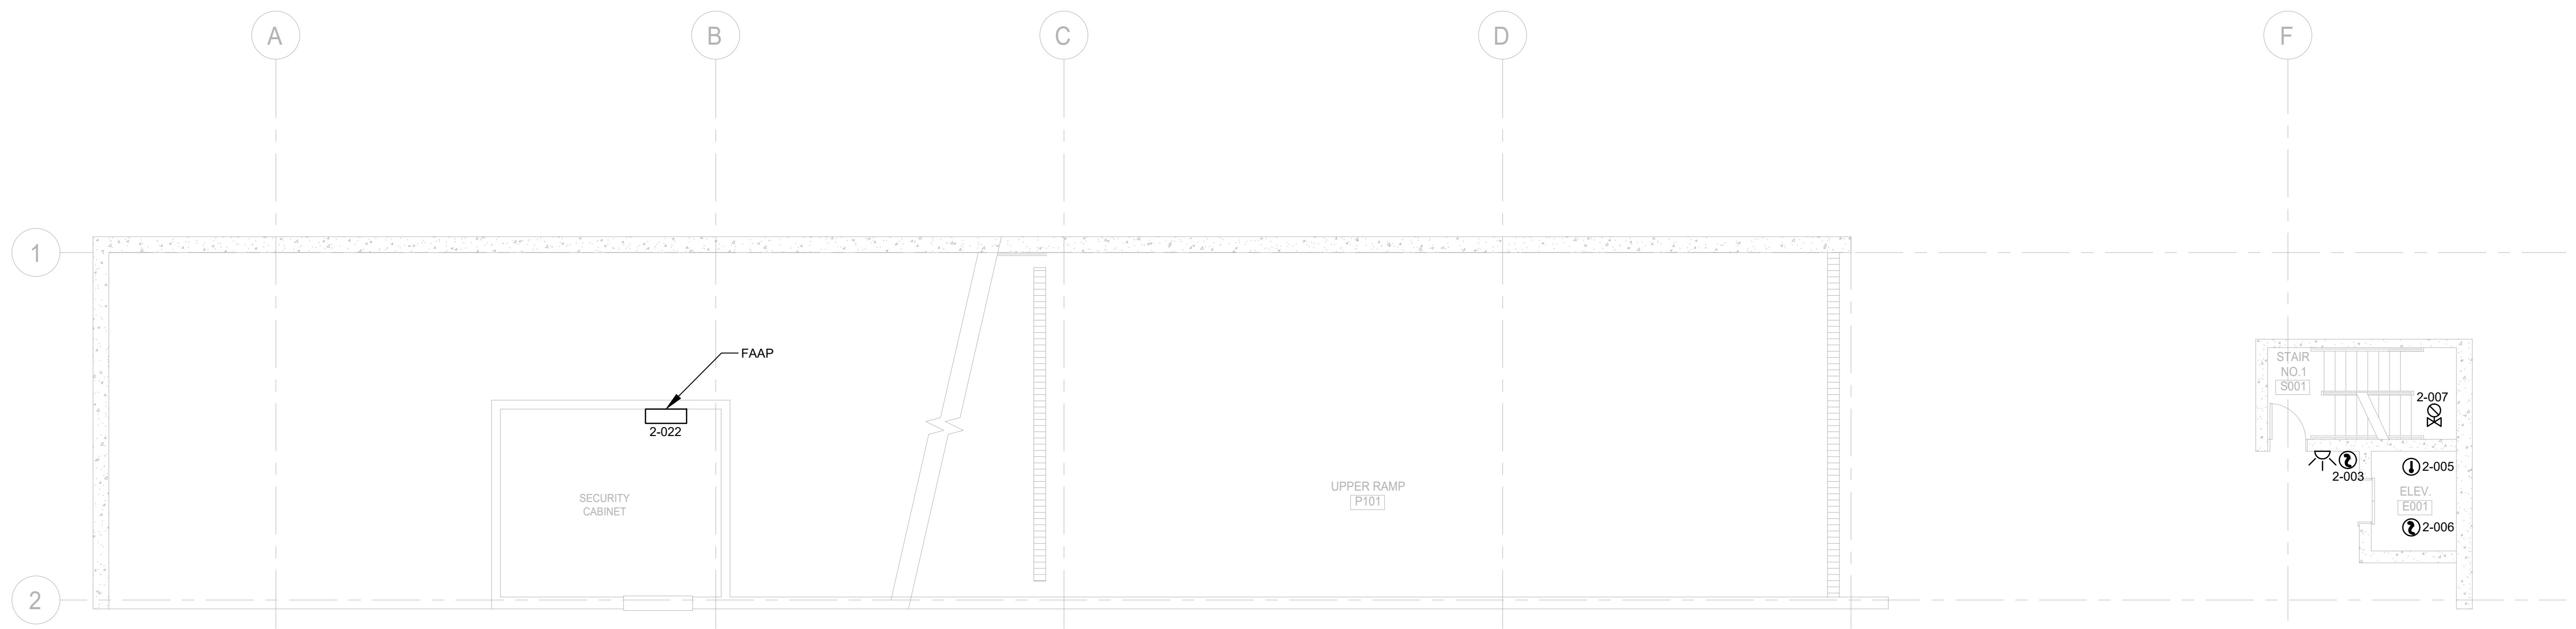 A
B
C
D
F
1
FAAP
2-022
SECURITY
CABINET
UPPER RAMP
P101
STAIR
NO.1
S001
2-007
2-003
2-005
ELEV.
E001
2-006
2